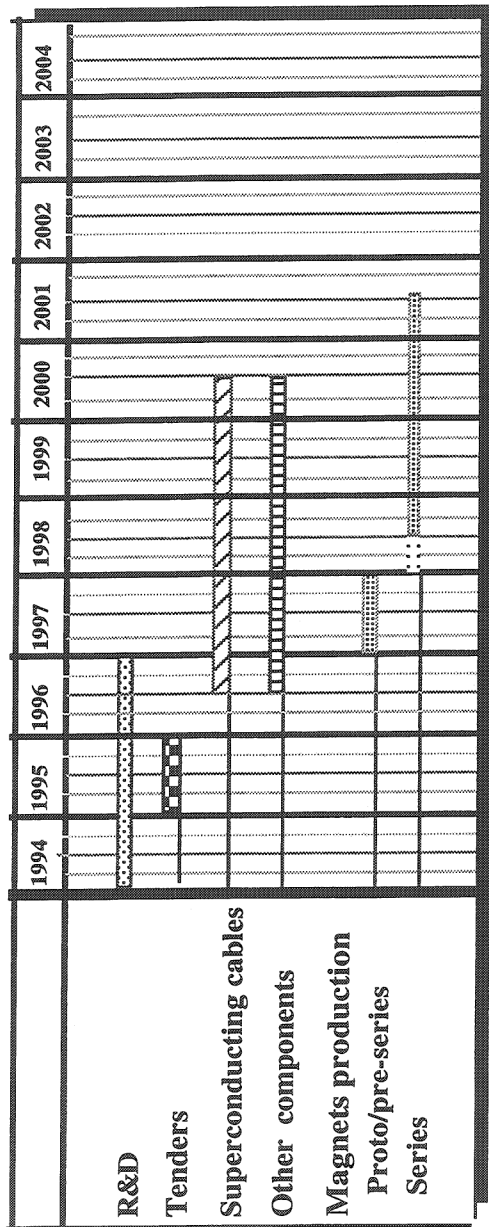 1994 1995 1996 1997 1998 1999 2000 2001 2002 2003 2004
R&D
Tenders
Superconducting cables
Other components
Magnets production
Proto/pre-series
Series